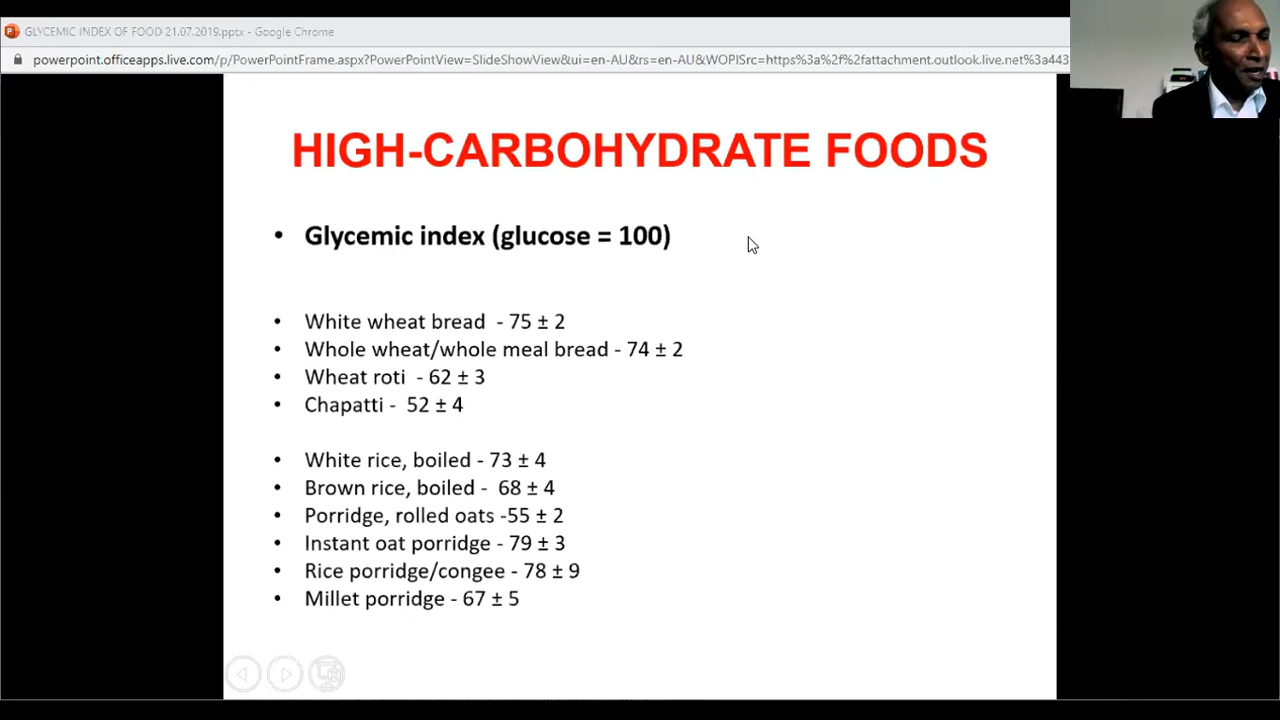 GLYCEMIC INDEX OF FOOD 21.07.2019.pptx - Google Chrome
powerpoint.officeapps.live.com/p/PowerPointFrame.aspx?PowerPointView=SlideShowView&ui=en-AU&rs=en-AU&WOPISrc=https%3a%2f%2fattachment.outlook.live.net%3a443
HIGH-CARBOHYDRATE FOODS
• Glycemic index (glucose = 100)
• White wheat bread - 75 ± 2
• Whole wheat/whole meal bread - 74 ± 2
• Wheat roti - 62 ± 3
• Chapatti - 52 ± 4
• White rice, boiled - 73 ± 4
• Brown rice, boiled - 68 ± 4
• Porridge, rolled oats -55 ± 2
• Instant oat porridge - 79 ± 3
• Rice porridge/congee - 78 ± 9
• Millet porridge - 67 ± 5